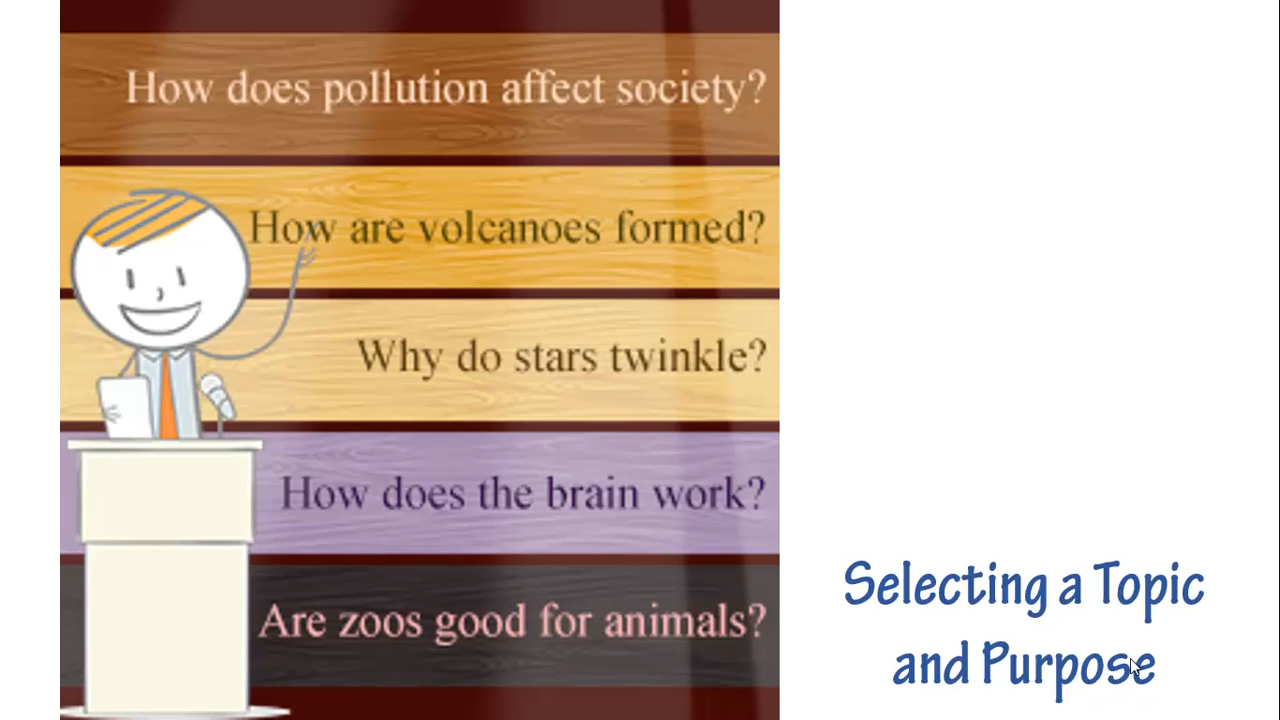 How does pollution affect society?
How are volcanoes formed?
Why do stars twinkle?
How does the brain work?
Are zoos good for animals?
Selecting a Topic
and Purpose